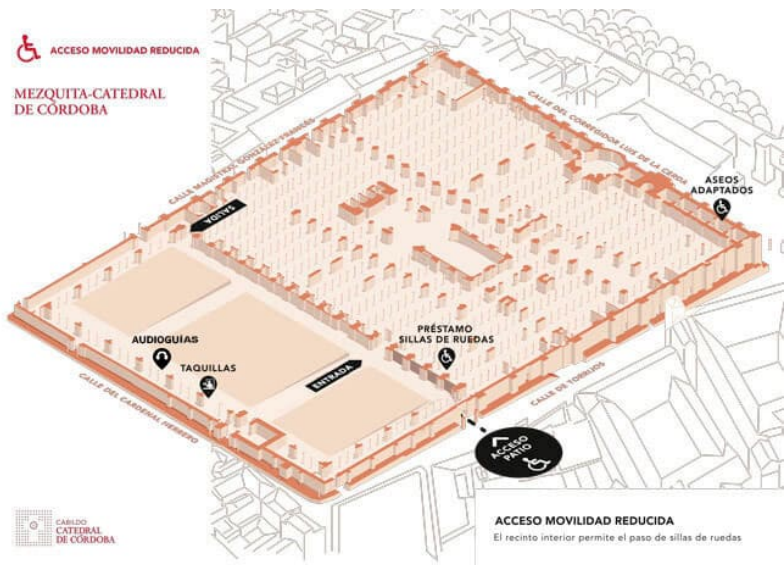 ACCESO MOVILIDAD REDUCIDA
MEZQUITA-CATEDRAL
DE CÓRDOBA
CALLE MAGISTRAL GONZÁLEZ FRANCÉS
CALLE DEL CORREGIDOR LUIS DE LA CERDA
ASEOS
ADAPTADOS
SALIDA
PRÉSTAMO
SILLAS DE RUEDAS
AUDIOGUÍAS
TAQUILLAS
ENTRADA
CALLE DE TORRIJOS
CALLE DEL CARDENAL HERRERO
ACCESO
PATIO
CABILDO
CATEDRAL
DE CÓRDOBA
ACCESO MOVILIDAD REDUCIDA
El recinto interior permite el paso de sillas de ruedas